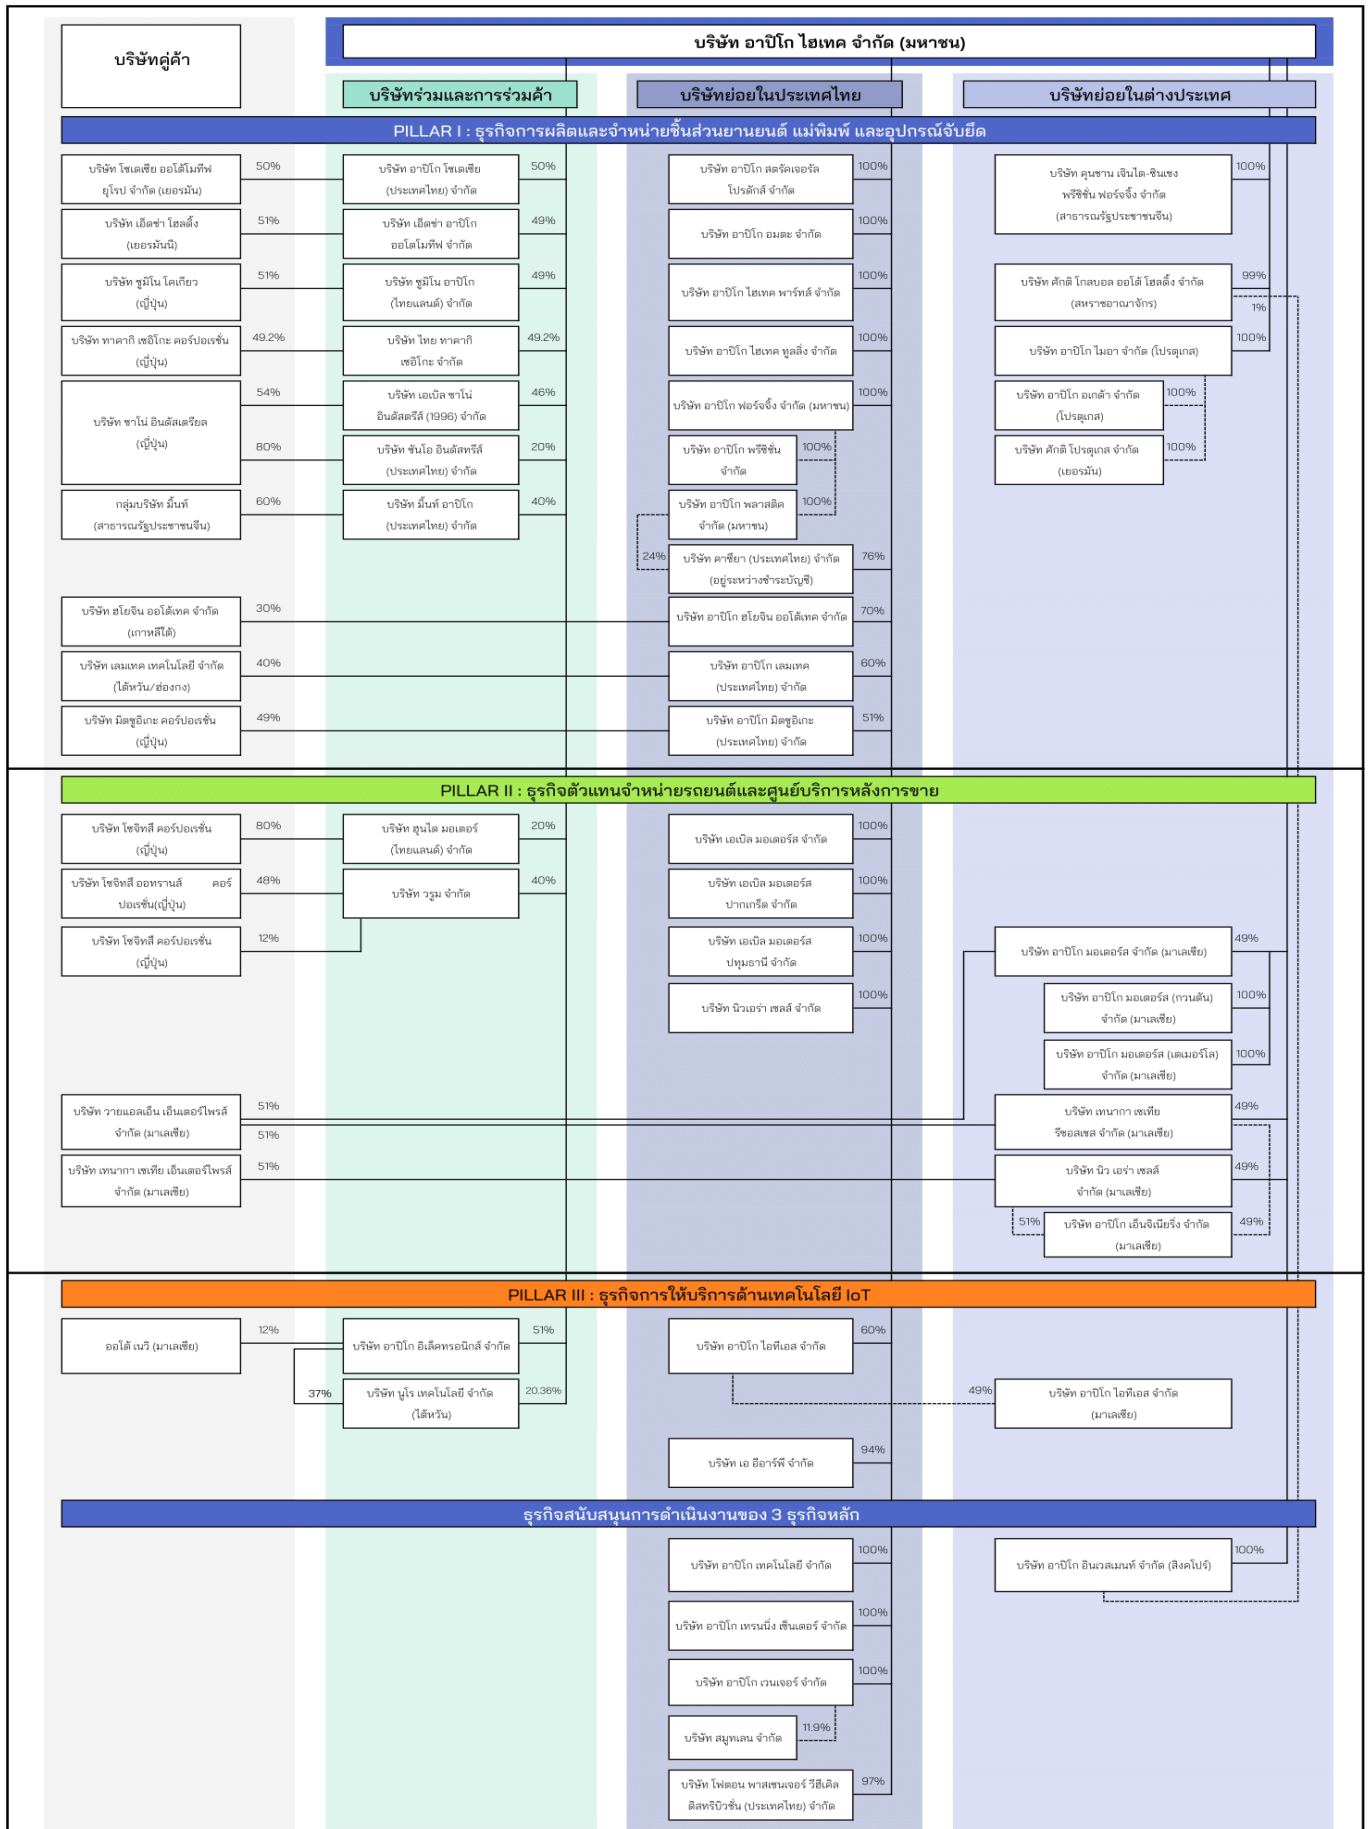 บริษัทคู่ค้า
บริษัท อาปิโก ไฮเทค จำกัด (มหาชน)
บริษัทร่วมและการร่วมค้า
บริษัทย่อยในประเทศไทย
บริษัทย่อยในต่างประเทศ
PILLAR I : ธุรกิจการผลิตและจำหน่ายชิ้นส่วนยานยนต์ แม่พิมพ์ และอุปกรณ์จับยึด
บริษัท โซเดเซีย ออโต้โมทีฟ
ยุโรป จำกัด (เยอรมัน)
50%
บริษัท อาปิโก โซเดเซีย
(ประเทศไทย) จำกัด
50%
บริษัท อาปิโก สตรัคเจอรัล
โปรดักส์ จำกัด
100%
บริษัท คุนชาน เจินได-ชินเซง
พรีซิชั่น ฟอร์จจิ้ง จำกัด
(สาธารณรัฐประชาชนจีน)
100%
บริษัท เอ็ดช่า โฮลดิ้ง
(เยอรมันนี)
51%
บริษัท เอ็ดช่า อาปิโก
ออโตโมทีฟ จำกัด
49%
บริษัท อาปิโก อมตะ จำกัด
100%
บริษัท ซูมิโน โคเกียว
(ญี่ปุ่น)
51%
บริษัท ซูมิโน อาปิโก
(ไทยแลนด์) จำกัด
49%
บริษัท อาปิโก ไฮเทค พาร์ทส์ จำกัด
100%
บริษัท ศักดิ โกลบอล ออโต้ โฮลดิ้ง จำกัด
(สหราชอาณาจักร)
99%
1%
บริษัท ทาคากิ เซอิโกะ คอร์ปอเรชั่น
(ญี่ปุ่น)
49.2%
บริษัท ไทย ทาคากิ
เซอิโกะ จำกัด
49.2%
บริษัท อาปิโก ไฮเทค ทูลลิ่ง จำกัด
100%
บริษัท อาปิโก ไมอา จำกัด (โปรตุเกส)
100%
บริษัท ซาโน่ อินดัสเตรียล
(ญี่ปุ่น)
54%
80%
บริษัท เอเบิล ซาโน่
อินดัสตรีส์ (1996) จำกัด
46%
บริษัท อาปิโก ฟอร์จจิ้ง จำกัด (มหาชน)
100%
บริษัท อาปิโก อเกด้า จำกัด
(โปรตุเกส)
100%
บริษัท ซันโอ อินดัสทรีส์
(ประเทศไทย) จำกัด
20%
บริษัท อาปิโก พรีซิชั่น
จำกัด
100%
บริษัท ศักดิ โปรตุเกส จำกัด
(เยอรมัน)
100%
กลุ่มบริษัท มิ้นท์
(สาธารณรัฐประชาชนจีน)
60%
บริษัท มิ้นท์ อาปิโก
(ประเทศไทย) จำกัด
40%
บริษัท อาปิโก พลาสติค
จำกัด (มหาชน)
100%
24%
บริษัท คาซียา (ประเทศไทย) จำกัด
(อยู่ระหว่างชำระบัญชี)
76%
บริษัท ฮโยจิน ออโต้เทค จำกัด
(เกาหลีใต้)
30%
บริษัท อาปิโก ฮโยจิน ออโต้เทค จำกัด
70%
บริษัท เลมเทค เทคโนโลยี จำกัด
(ไต้หวัน/ฮ่องกง)
40%
บริษัท อาปิโก เลมเทค
(ประเทศไทย) จำกัด
60%
บริษัท มิตซูอิเกะ คอร์ปอเรชั่น
(ญี่ปุ่น)
49%
บริษัท อาปิโก มิตซูอิเกะ
(ประเทศไทย) จำกัด
51%
PILLAR II : ธุรกิจตัวแทนจำหน่ายรถยนต์และศูนย์บริการหลังการขาย
บริษัท โซจิทสึ คอร์ปอเรชั่น
(ญี่ปุ่น)
80%
บริษัท ฮุนได มอเตอร์
(ไทยแลนด์) จำกัด
20%
บริษัท เอเบิล มอเตอร์ส จำกัด
100%
บริษัท โซจิทสึ ออทรานส์ คอร์
ปอเรชั่น(ญี่ปุ่น)
48%
บริษัท วรูม จำกัด
40%
บริษัท เอเบิล มอเตอร์ส
ปากเกร็ด จำกัด
100%
บริษัท โซจิทสึ คอร์ปอเรชั่น
(ญี่ปุ่น)
12%
บริษัท เอเบิล มอเตอร์ส
ปทุมธานี จำกัด
100%
บริษัท อาปิโก มอเตอร์ส จำกัด (มาเลเซีย)
49%
บริษัท นิวเอร่า เซลส์ จำกัด
100%
บริษัท อาปิโก มอเตอร์ส (กวนตัน)
จำกัด (มาเลเซีย)
100%
บริษัท อาปิโก มอเตอร์ส (เตเมอร์โล)
จำกัด (มาเลเซีย)
100%
บริษัท วายแอลเอ็น เอ็นเตอร์ไพรส์
จำกัด (มาเลเซีย)
51%
51%
บริษัท เทนากา เซเทีย
รีซอสเซส จำกัด (มาเลเซีย)
49%
บริษัท เทนากา เซเทีย เอ็นเตอร์ไพรส์
จำกัด (มาเลเซีย)
51%
บริษัท นิว เอร่า เซลส์
จำกัด (มาเลเซีย)
49%
51%
บริษัท อาปิโก เอ็นจิเนียริ่ง จำกัด
(มาเลเซีย)
49%
PILLAR III : ธุรกิจการให้บริการด้านเทคโนโลยี IoT
ออโต้ เนวิ (มาเลเซีย)
12%
บริษัท อาปิโก อิเล็คทรอนิกส์ จำกัด
51%
บริษัท อาปิโก ไอทีเอส จำกัด
60%
37%
บริษัท นูโร เทคโนโลยี จำกัด
(ไต้หวัน)
20.36%
49%
บริษัท อาปิโก ไอทีเอส จำกัด
(มาเลเซีย)
บริษัท เอ อีอาร์พี จำกัด
94%
ธุรกิจสนับสนุนการดำเนินงานของ 3 ธุรกิจหลัก
บริษัท อาปิโก เทคโนโลยี จำกัด
100%
บริษัท อาปิโก อินเวสเมนท์ จำกัด (สิงคโปร์)
100%
บริษัท อาปิโก เทรนนิ่ง เซ็นเตอร์ จำกัด
100%
บริษัท อาปิโก เวนเจอร์ จำกัด
100%
บริษัท สมูทเลน จำกัด
11.9%
บริษัท โฟตอน พาสเซนเจอร์ วีฮีเคิล
ดิสทริบิวชั่น (ประเทศไทย) จำกัด
97%